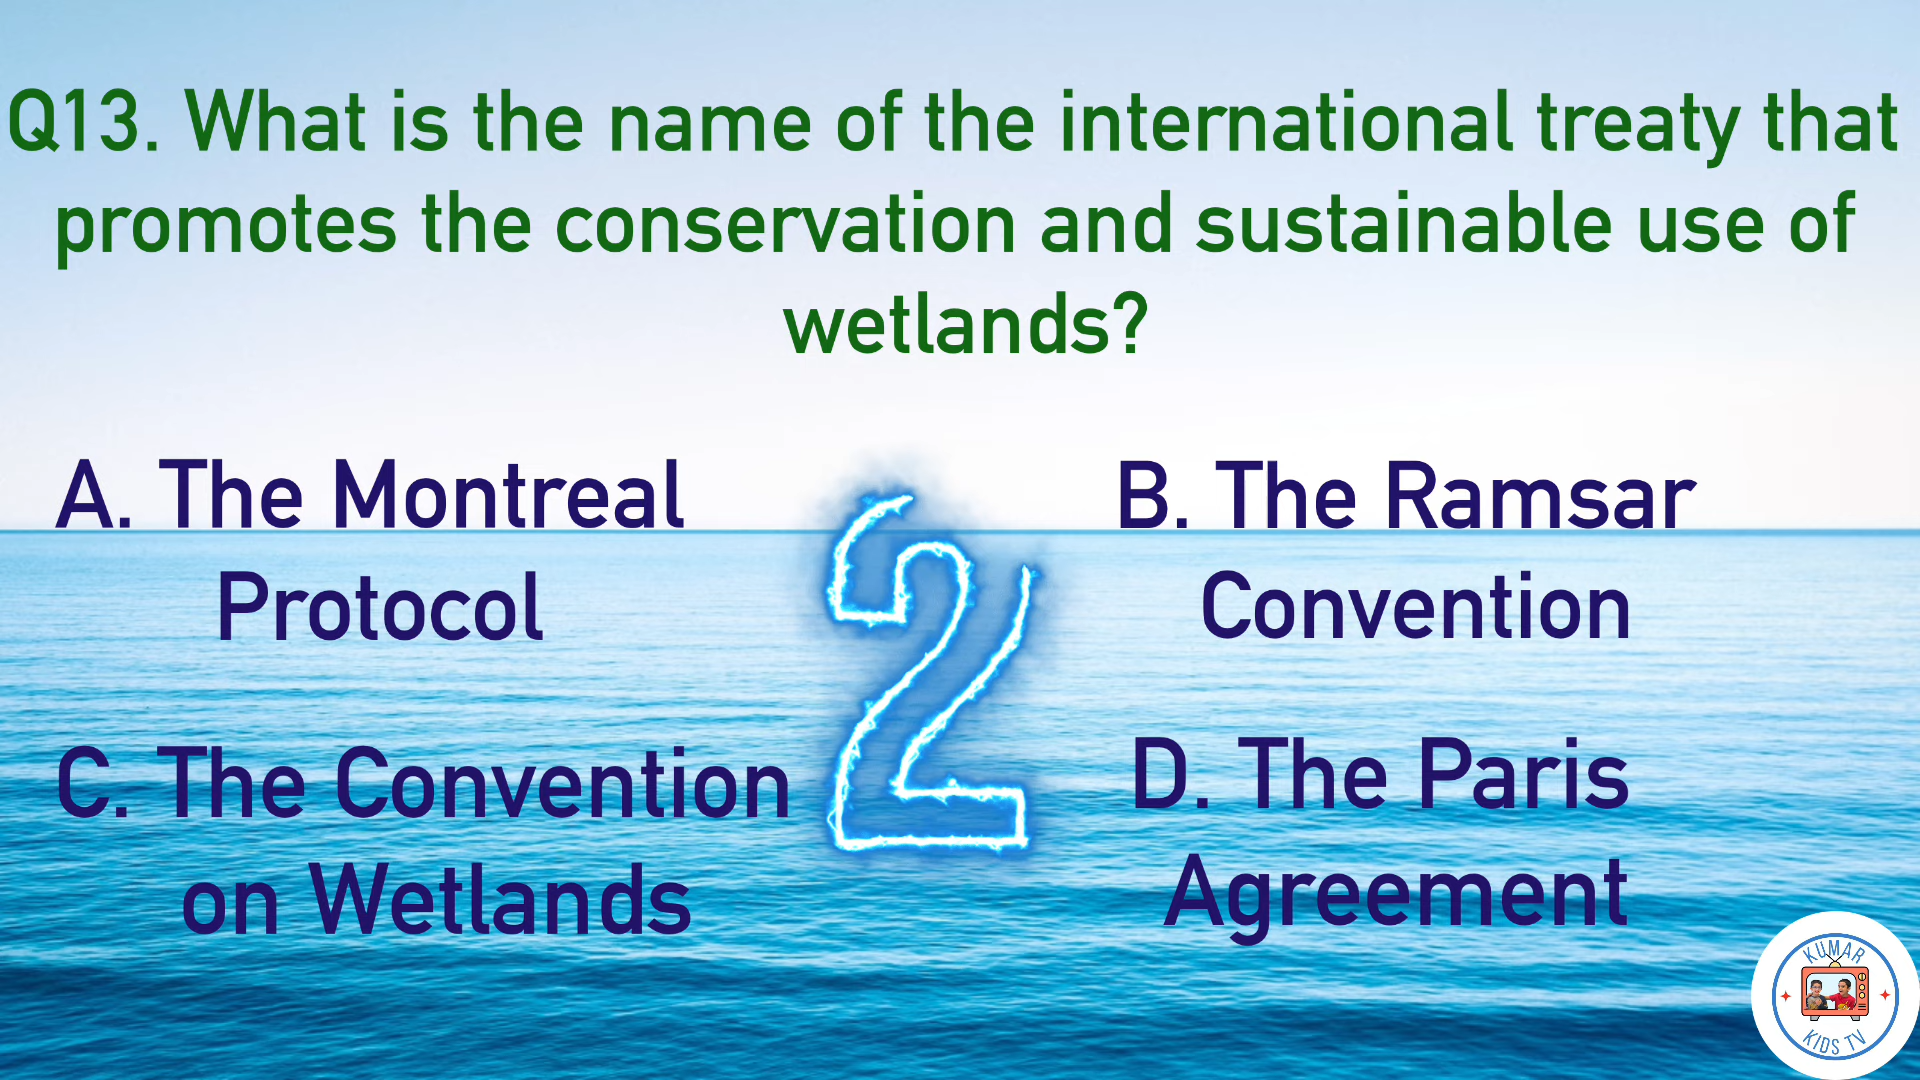 Q13. What is the name of the international treaty that
promotes the conservation and sustainable use of
wetlands?
A. The Montreal
Protocol
B. The Ramsar
Convention
2
C. The Convention
on Wetlands
D. The Paris
Agreement
KUMAR
KIDS TV